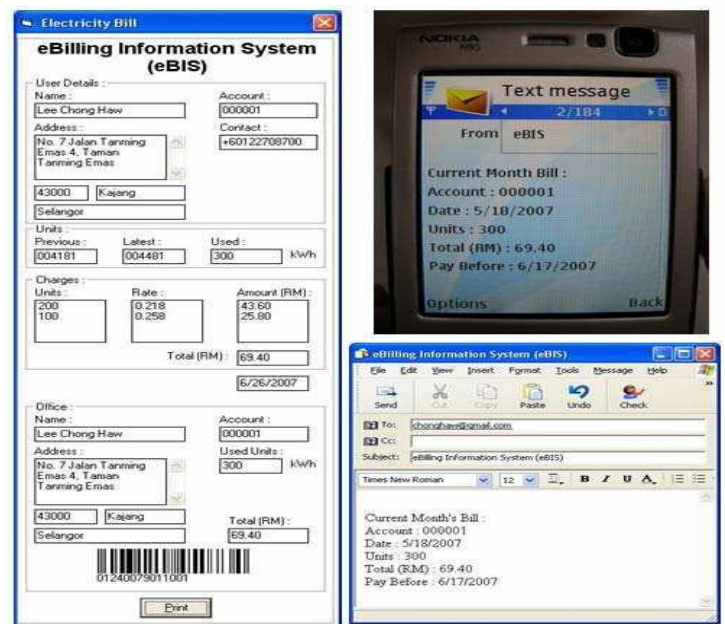 Electricity Bill
eBilling Information System
(eBIS)
User Details :
Name : Account :
Lee Chong Haw 000001
Address : Contact :
No. 7 Jalan Tanming +60122708700
Emas 4, Taman
Tanming Emas
43000 Kajang
Selangor
Units :
Previous : Latest : Used :
004181 004481 300 kWh
Charges :
Units : Rate : Amount (RM) :
200 0.218 43.60
100 0.258 25.80
Total (RM) : 69.40
6/26/2007
Office :
Name : Account :
Lee Chong Haw 000001
Address : Used Units :
No. 7 Jalan Tanming 300 kWh
Emas 4, Taman
Tanming Emas
43000 Kajang Total (RM) :
Selangor 69.40
01240079011001
Print
NOKIA
N95
Text message
2/184
From eBIS
Current Month Bill :
Account : 000001
Date : 5/18/2007
Units : 300
Total (RM) : 69.40
Pay Before : 6/17/2007
Options Back
eBilling Information System (eBIS)
File Edit View Insert Format Tools Message Help
Send Cut Copy Paste Undo Check
To: chonghaw@gmail.com
Cc:
Subject: eBilling Information System (eBIS)
Times New Roman 12 B I U A
Current Month's Bill :
Account : 000001
Date : 5/18/2007
Units : 300
Total (RM) : 69.40
Pay Before : 6/17/2007